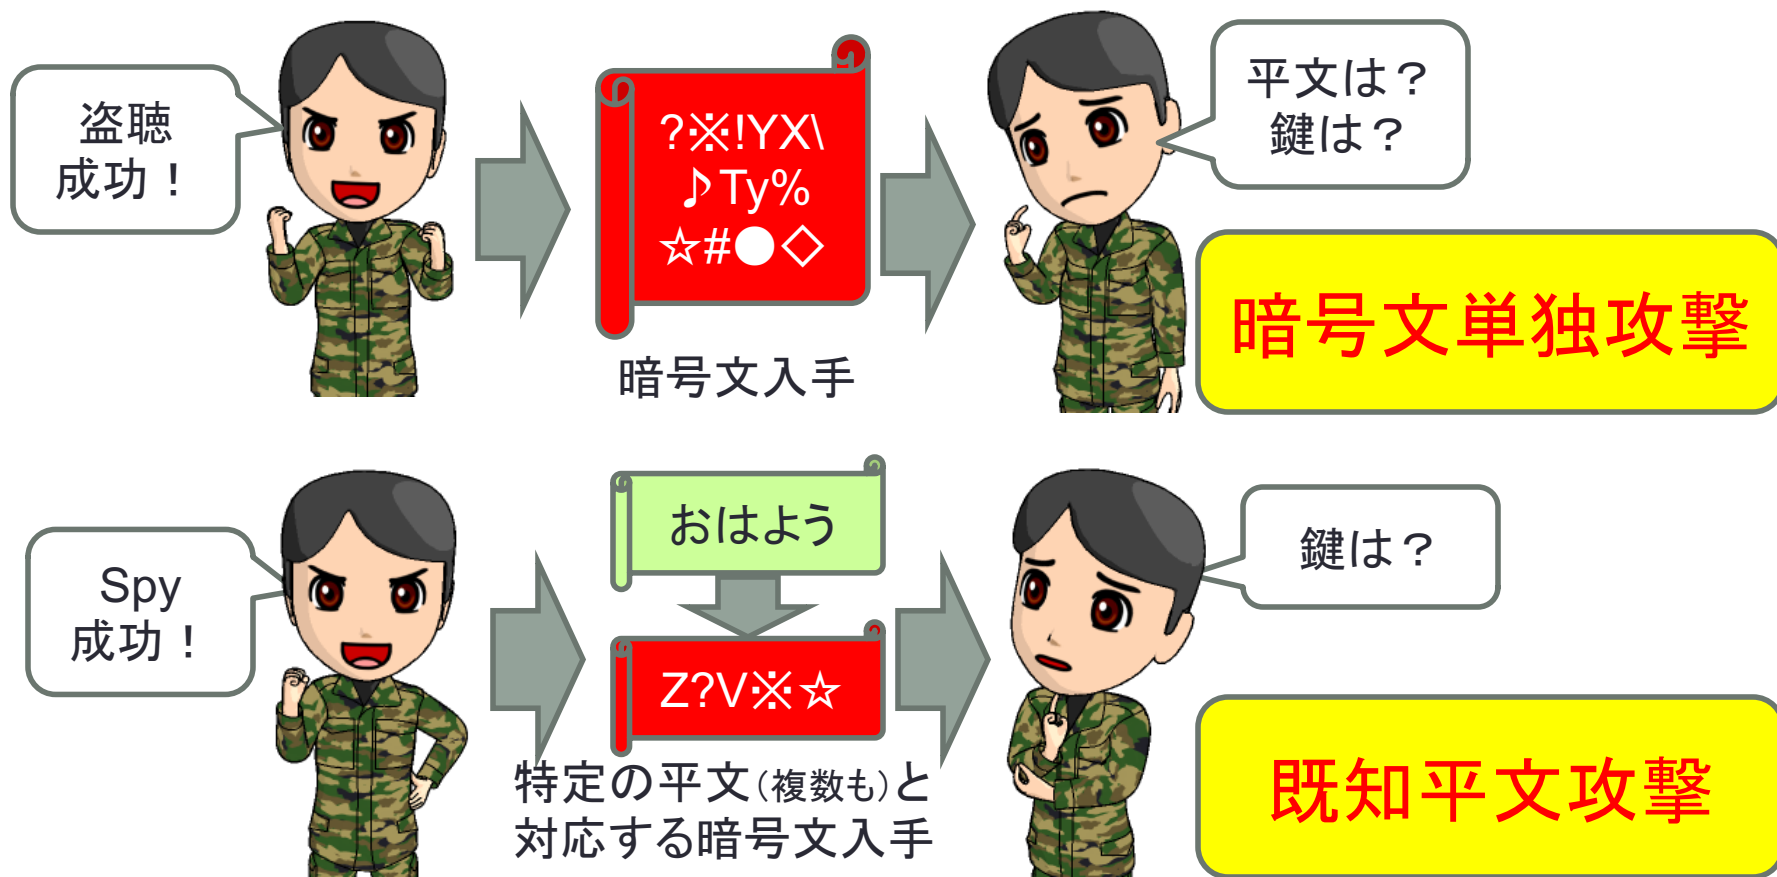 盗聴
成功！
?※!YX\
♪Ty%
☆#●◇
暗号文入手
平文は？
鍵は？
暗号文単独攻撃
Spy
成功！
おはよう
Z?V※☆
特定の平文(複数も)と
対応する暗号文入手
鍵は？
既知平文攻撃